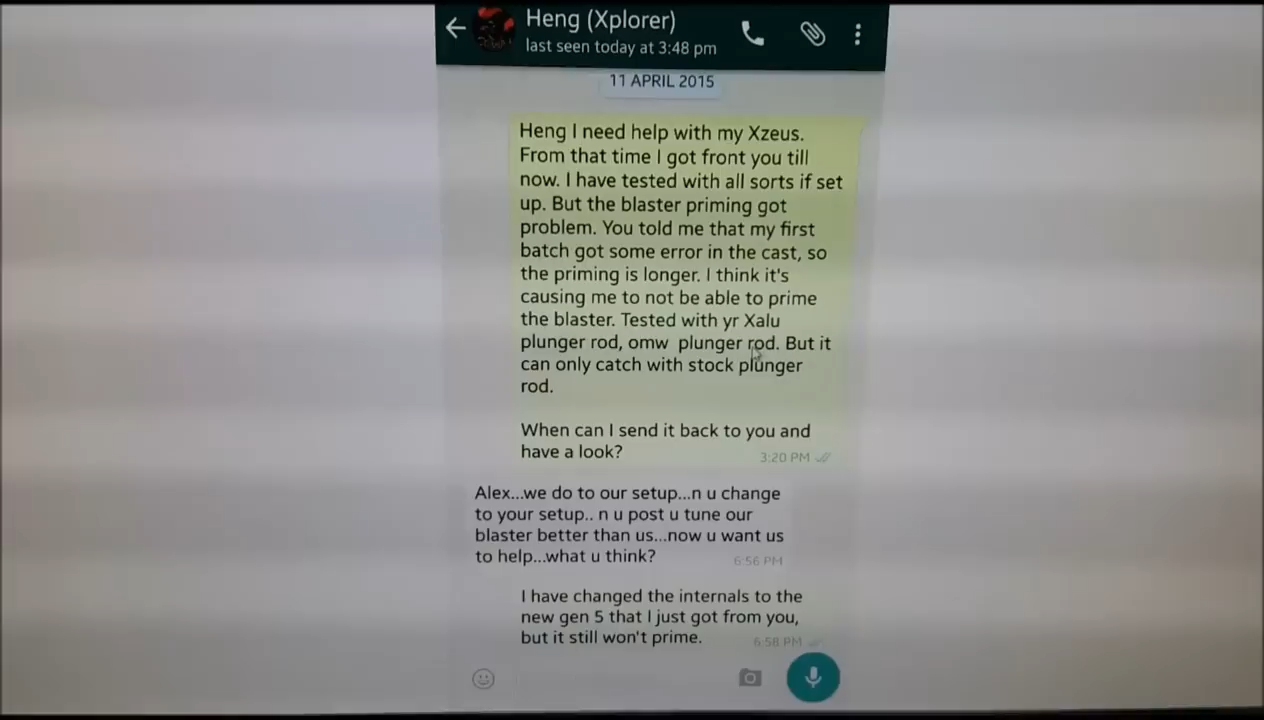 Heng (Xplorer)
last seen today at 3:48 pm
11 APRIL 2015
Heng I need help with my Xzeus.
From that time I got front you till
now. I have tested with all sorts if set
up. But the blaster priming got
problem. You told me that my first
batch got some error in the cast, so
the priming is longer. I think it's
causing me to not be able to prime
the blaster. Tested with yr Xalu
plunger rod, omw plunger rod. But it
can only catch with stock plunger
rod.
When can I send it back to you and
have a look?
3:20 PM
Alex...we do to our setup...n u change
to your setup.. n u post u tune our
blaster better than us...now u want us
to help...what u think?
6:56 PM
I have changed the internals to the
new gen 5 that I just got from you,
but it still won't prime.
6:58 PM